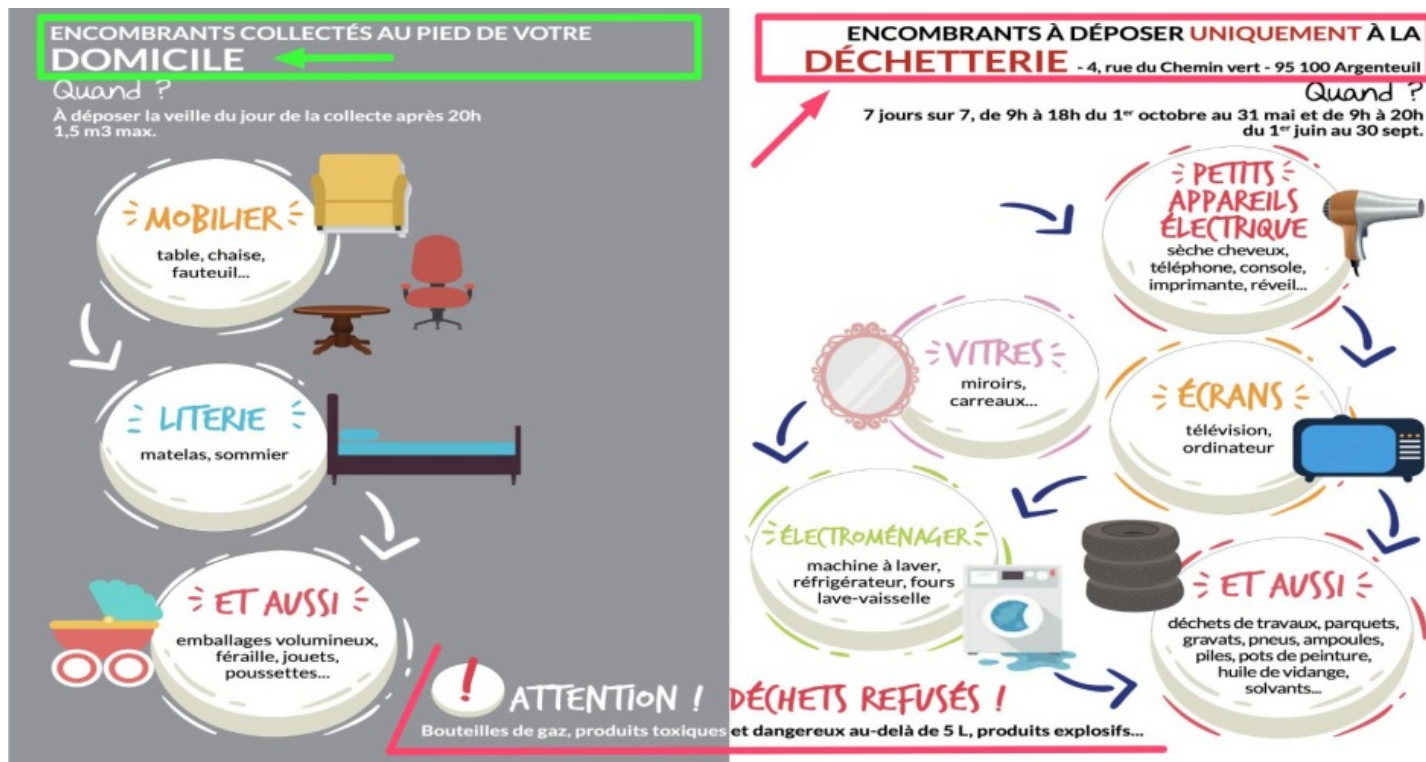 ENCOMBRANTS COLLECTÉS AU PIED DE VOTRE
DOMICILE
Quand ?
À déposer la veille du jour de la collecte après 20h
1,5 m3 max.
MOBILIER
table, chaise,
fauteuil...
LITERIE
matelas, sommier
ET AUSSI
emballages volumineux,
féraille, jouets,
poussettes...
ENCOMBRANTS À DÉPOSER UNIQUEMENT À LA
DÉCHETTERIE - 4, rue du Chemin vert - 95 100 Argenteuil
Quand ?
7 jours sur 7, de 9h à 18h du 1er octobre au 31 mai et de 9h à 20h
du 1er juin au 30 sept.
PETITS
APPAREILS
ÉLECTRIQUE
sèche cheveux,
téléphone, console,
imprimante, réveil...
VITRES
miroirs,
carreaux...
ÉCRANS
télévision,
ordinateur
ÉLECTROMÉNAGER
machine à laver,
réfrigérateur, fours
lave-vaisselle
ET AUSSI
déchets de travaux, parquets,
gravats, pneus, ampoules,
piles, pots de peinture,
huile de vidange,
solvants...
! ATTENTION ! DÉCHETS REFUSÉS !
Bouteilles de gaz, produits toxiques et dangereux au-delà de 5 L, produits explosifs...